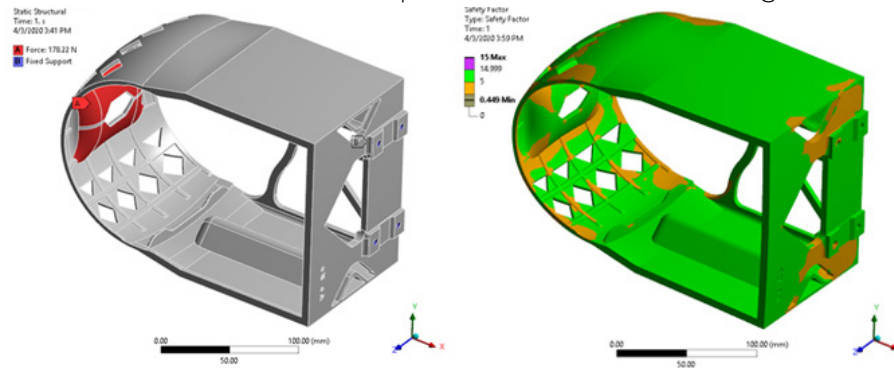 Static Structural
Time: 1. s
4/3/2020 3:41 PM
A Force: 178.22 N
B Fixed Support
A
0.00
100.00 (mm)
50.00
Y
Z
X
Safety Factor
Type: Safety Factor
Time: 1
4/3/2020 3:59 PM
15 Max
14.999
5
0.449 Min
0
0.00
100.00 (mm)
50.00
Y
Z
X